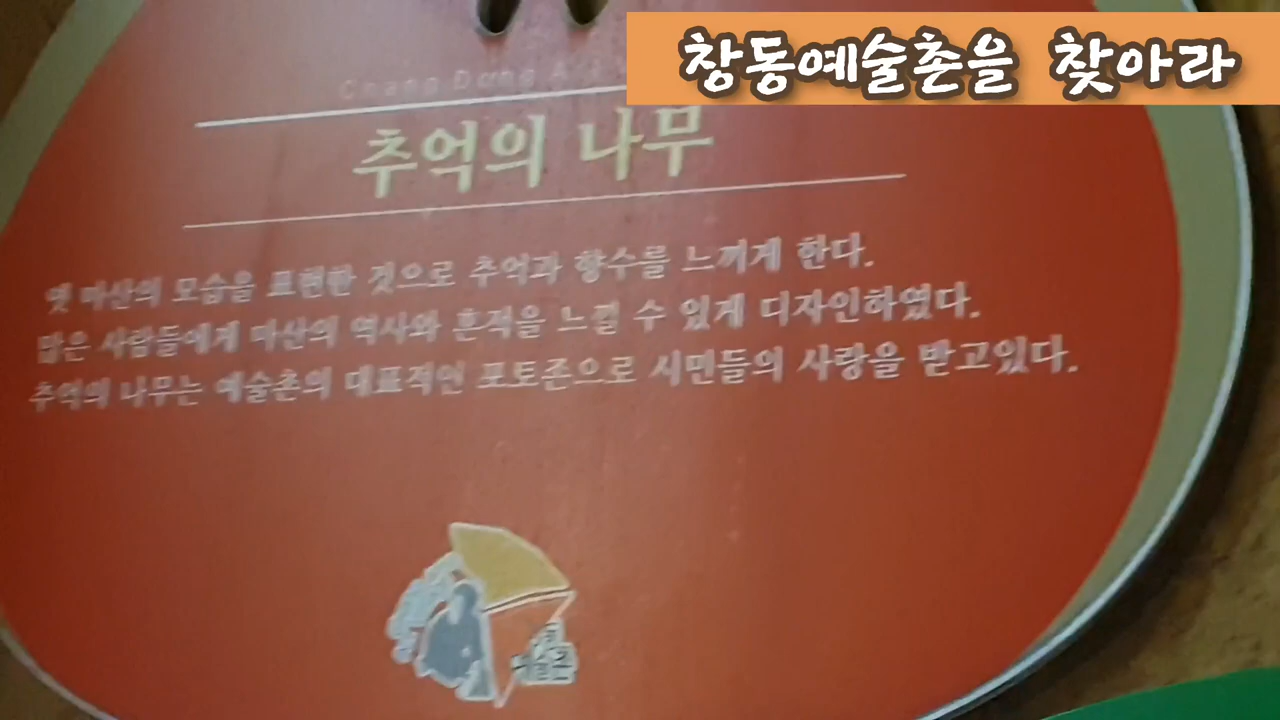 창동예술촌을 찾아라
Chang Dong Art
추억의 나무
옛 마산의 모습을 표현한 것으로 추억과 향수를 느끼게 한다.
많은 사람들에게 마산의 역사와 흔적을 느낄 수 있게 디자인하였다.
추억의 나무는 예술촌의 대표적인 포토존으로 시민들의 사랑을 받고있다.